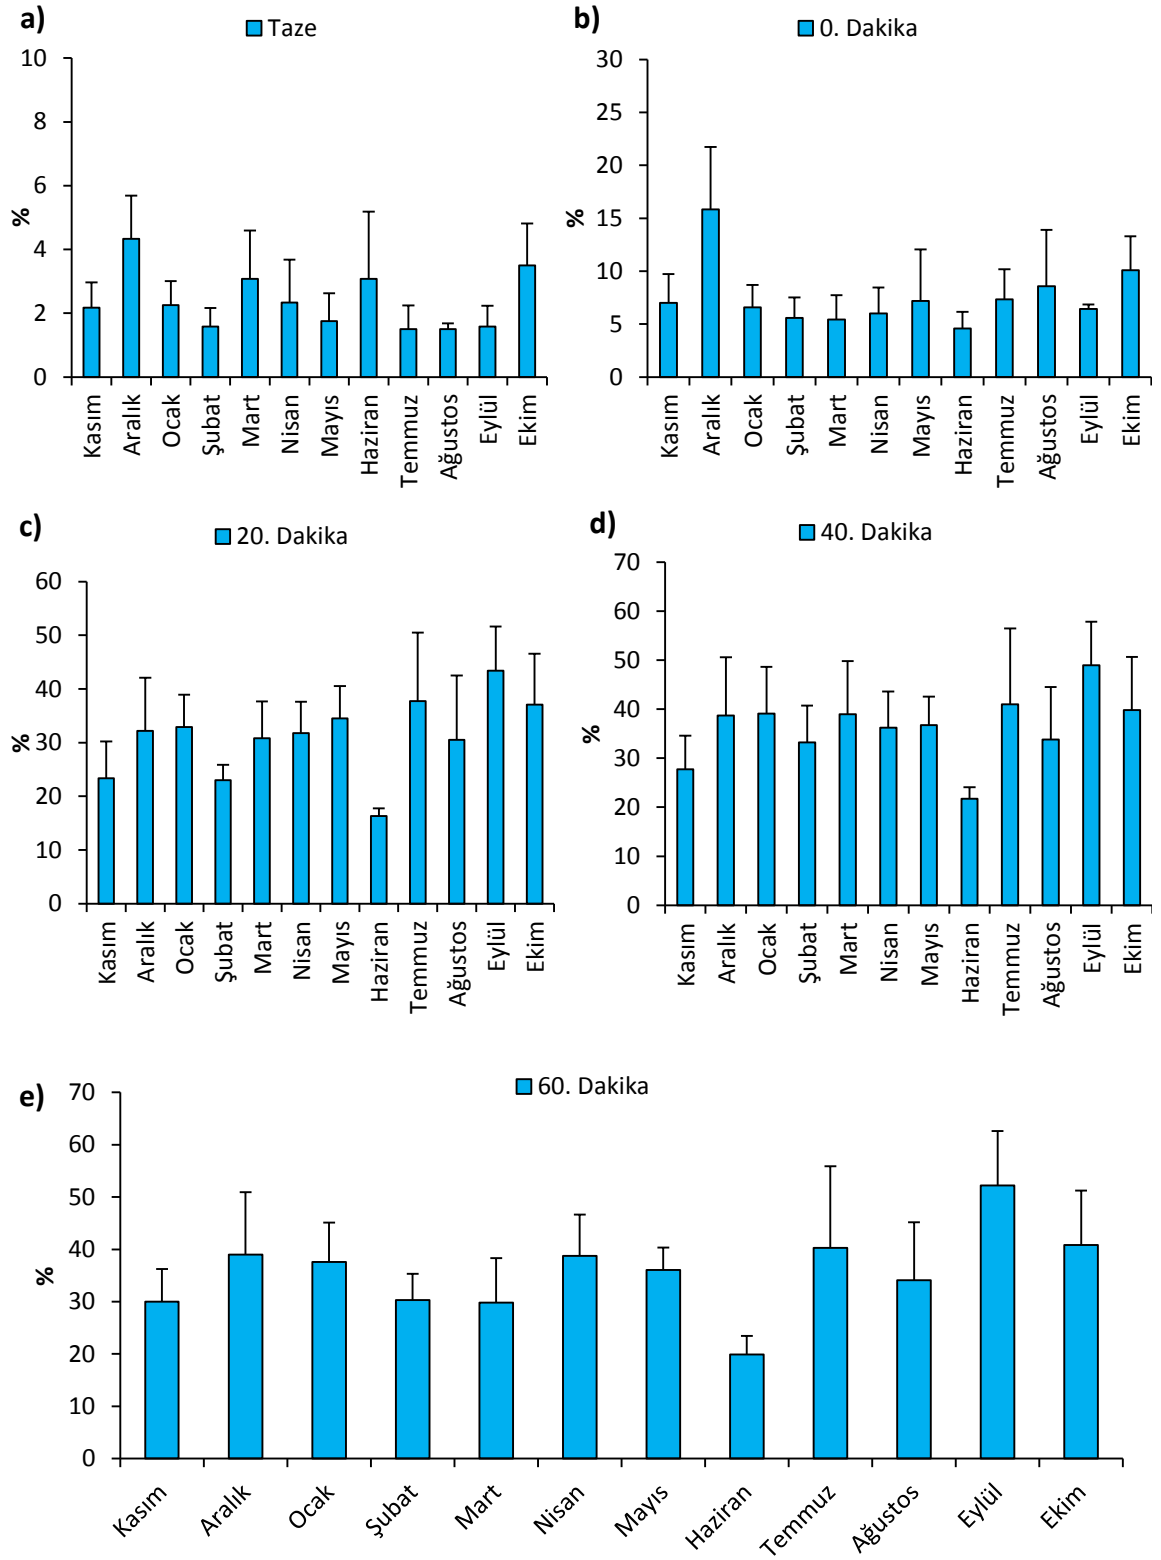 a)
Taze
10
8
6
4
2
0
%
Kasım
Aralık
Ocak
Şubat
Mart
Nisan
Mayıs
Haziran
Temmuz
Ağustos
Eylül
Ekim
b)
0. Dakika
30
25
20
15
10
5
0
%
Kasım
Aralık
Ocak
Şubat
Mart
Nisan
Mayıs
Haziran
Temmuz
Ağustos
Eylül
Ekim
c)
20. Dakika
60
50
40
30
20
10
0
%
Kasım
Aralık
Ocak
Şubat
Mart
Nisan
Mayıs
Haziran
Temmuz
Ağustos
Eylül
Ekim
d)
40. Dakika
70
60
50
40
30
20
10
0
%
Kasım
Aralık
Ocak
Şubat
Mart
Nisan
Mayıs
Haziran
Temmuz
Ağustos
Eylül
Ekim
e)
60. Dakika
70
60
50
40
30
20
10
0
%
Kasım
Aralık
Ocak
Şubat
Mart
Nisan
Mayıs
Haziran
Temmuz
Ağustos
Eylül
Ekim